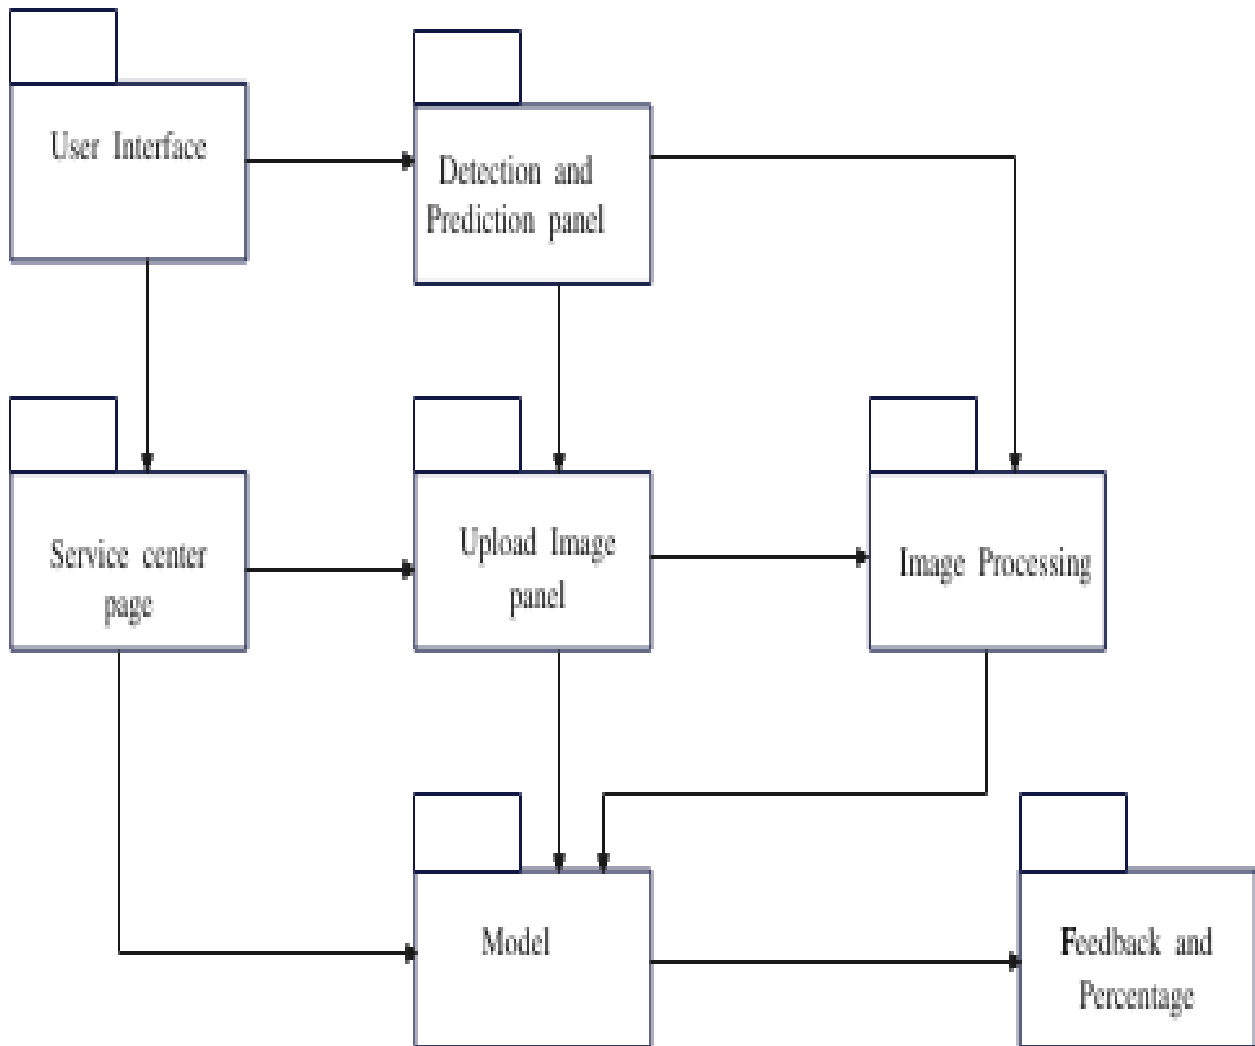 User Interface
Detection and
Prediction panel
Service center
page
Upload Image
panel
Image Processing
Model
Feedback and
Percentage